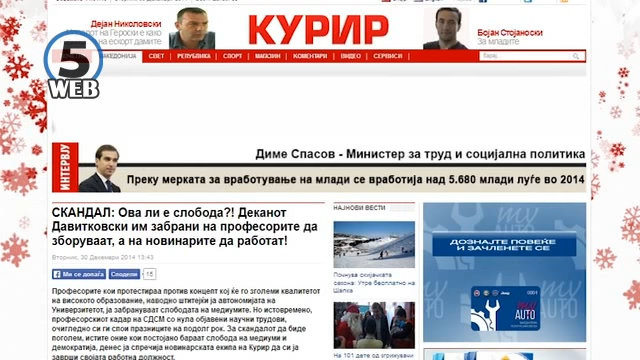 Дејан Николовски
на ескорт дамите
КУРИР
Бојан Стојаноски
За младите
МАКЕДОНИЈА СВЕТ РЕПУБЛИКА СПОРТ МАГАЗИН КОМЕНТАРИ ВИДЕО СЕРВИСИ
5
WEB
ИНТЕРВЈУ
Диме Спасов - Министер за труд и социјална политика
Преку мерката за вработување на млади се вработија над 5.680 млади луѓе во 2014
СКАНДАЛ: Ова ли е слобода?! Деканот
Давитковски им забрани на професорите да
зборуваат, а на новинарите да работат!
Вторник, 30 Декември 2014 13:43
Ми се допаѓа Сподели 15
Професорите кои протестираа против концепт кој ќе го зголеми квалитетот
на високото образование, наводно штитејќи ја автономијата на
Универзитетот, ја забрануваат слободата на медиумите. Но истовремено,
професорскиот кадар на СДСМ со нула објавени научни трудови,
очигледно си ги спои празниците на подолг рок. За скандалот да биде
поголем, истите оние кои постојано бараат слобода на медиуми и
демократија, денес ја спречија новинарската екипа на Курир да си ја
заврши својата работна должност.
НАЈНОВИ ВЕСТИ
Почнува скијачката
сезона: Утре бесплатно на
Шапка
На 101 дете од згрижувачки
ДОЗНАЈТЕ ПОВЕЌЕ
И ЗАЧЛЕНЕТЕ СЕ.
my
AUTO